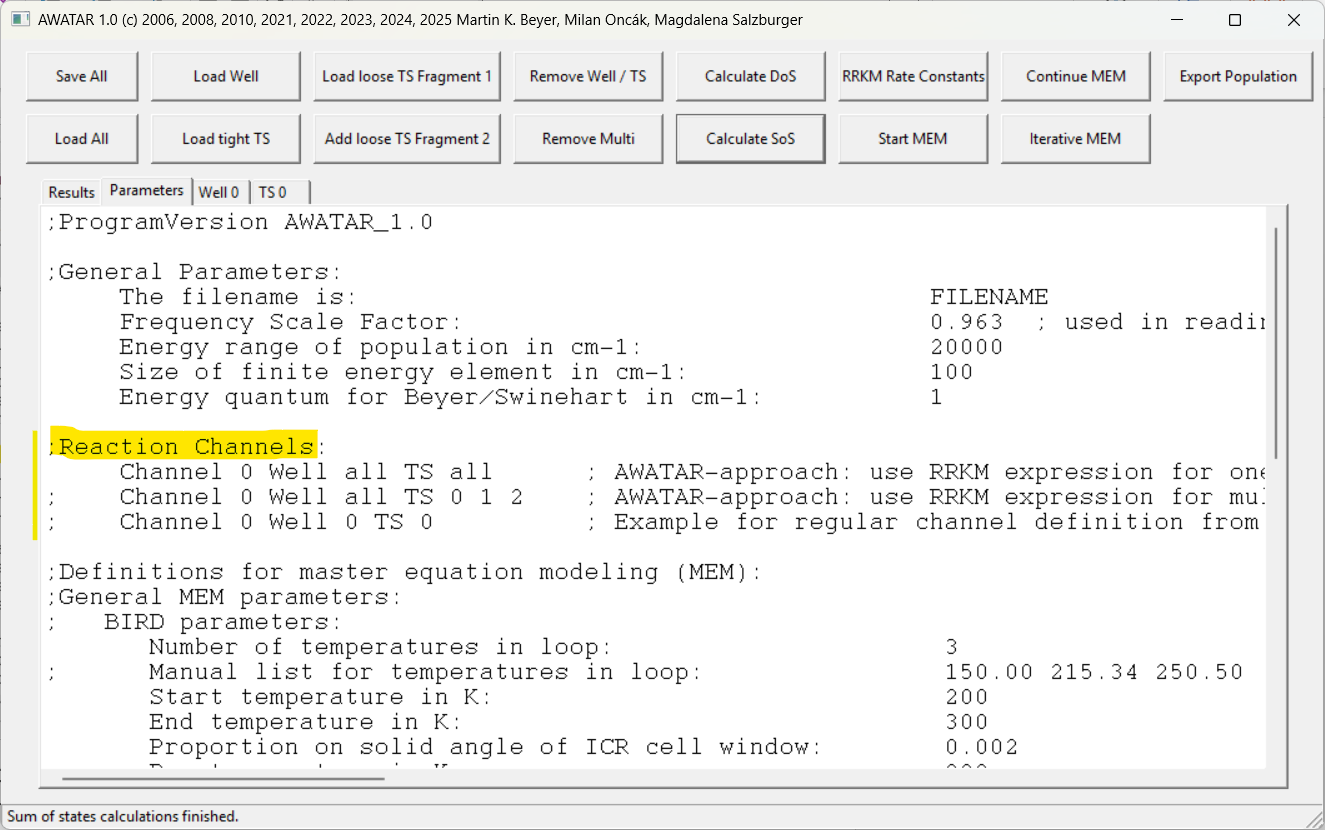 AWATAR 1.0 (c) 2006, 2008, 2010, 2021, 2022, 2023, 2024, 2025 Martin K. Beyer, Milan Oncák, Magdalena Salzburger
Save All Load Well Load loose TS Fragment 1 Remove Well / TS Calculate DoS RRKM Rate Constants Continue MEM Export Population
Load All Load tight TS Add loose TS Fragment 2 Remove Multi Calculate SoS Start MEM Iterative MEM
Results Parameters Well 0 TS 0
;ProgramVersion AWATAR_1.0
;General Parameters:
The filename is: FILENAME
Frequency Scale Factor: 0.963 ; used in
Energy range of population in cm-1: 20000
Size of finite energy element in cm-1: 100
Energy quantum for Beyer/Swinehart in cm-1: 1
;Reaction Channels:
Channel 0 Well all TS all ; AWATAR-approach: use RRKM expression for
; Channel 0 Well all TS 0 1 2 ; AWATAR-approach: use RRKM expression for
; Channel 0 Well 0 TS 0 ; Example for regular channel definition from
;Definitions for master equation modeling (MEM):
;General MEM parameters:
; BIRD parameters:
Number of temperatures in loop: 3
; Manual list for temperatures in loop: 150.00 215.34 250.50
Start temperature in K: 200
End temperature in K: 300
Proportion on solid angle of ICR cell window: 0.002
Sum of states calculations finished.